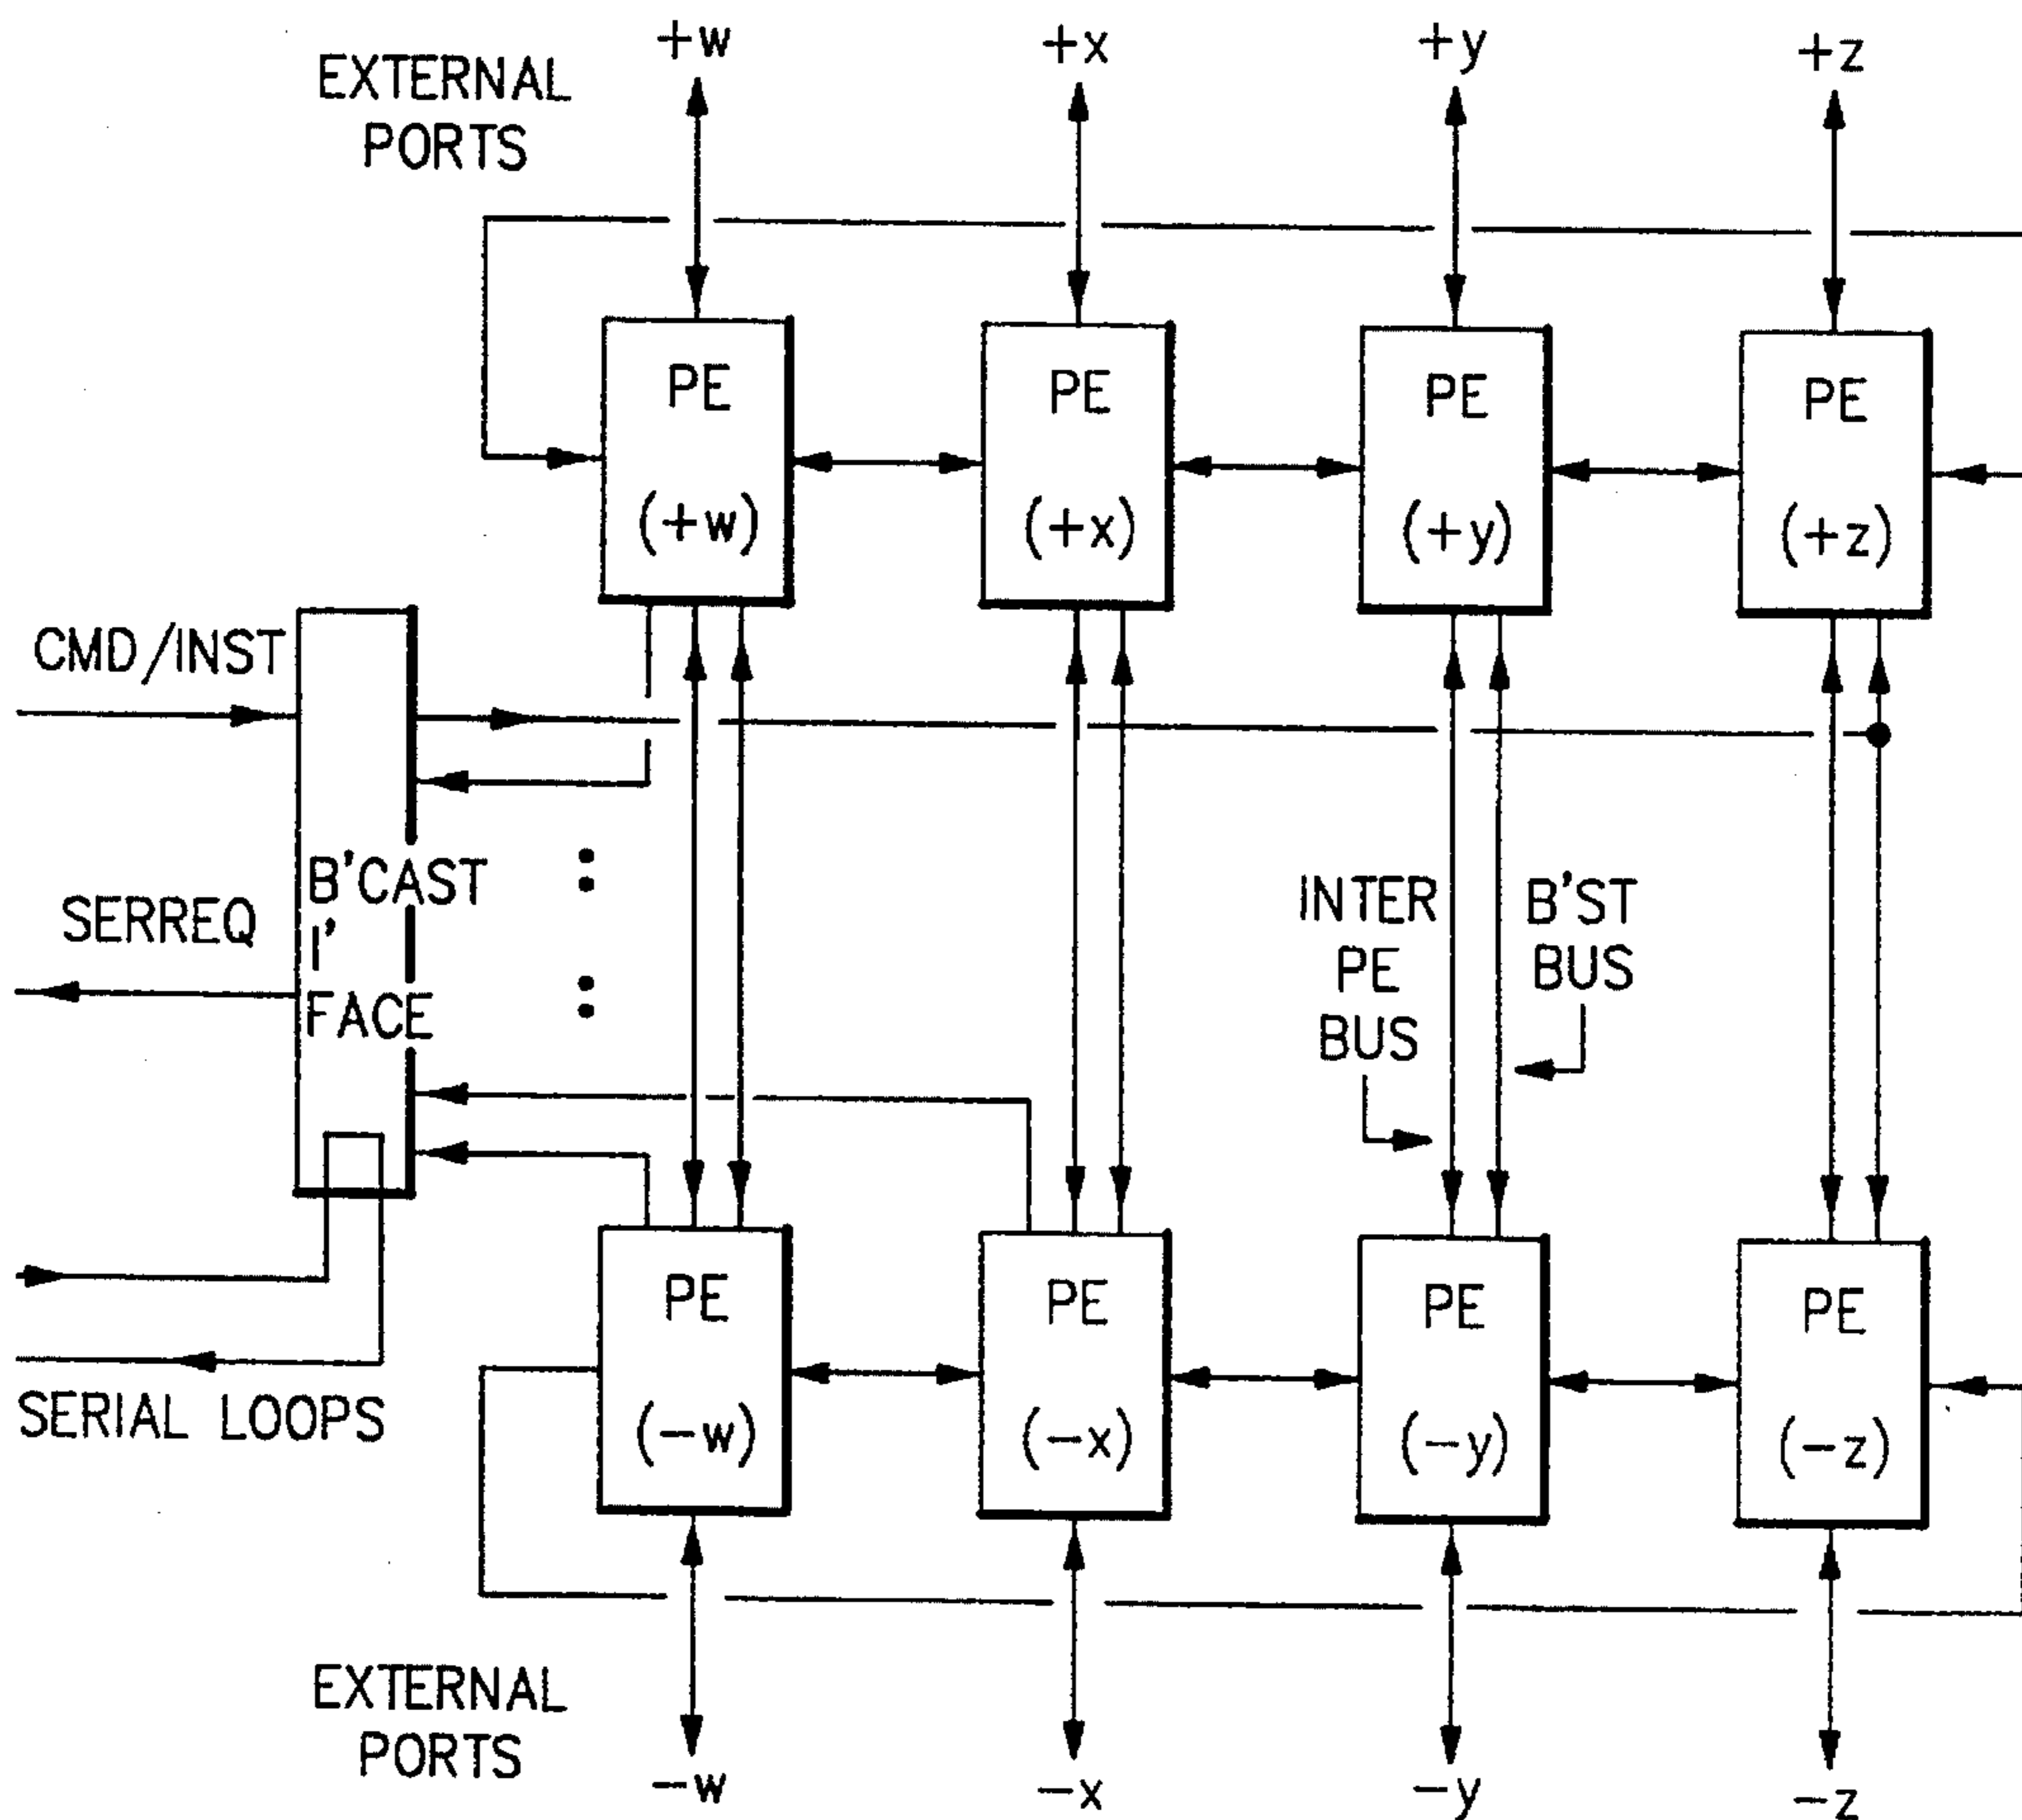 +w
+x
+y
+z
EXTERNAL
PORTS
PE
(+w)
PE
(+x)
PE
(+y)
PE
(+z)
CMD/INST
B'CAST
I'
FACE
SERREQ
INTER
PE
BUS
B'ST
BUS
SERIAL LOOPS
PE
(-w)
PE
(-x)
PE
(-y)
PE
(-z)
EXTERNAL
PORTS
-w
-x
-y
-z